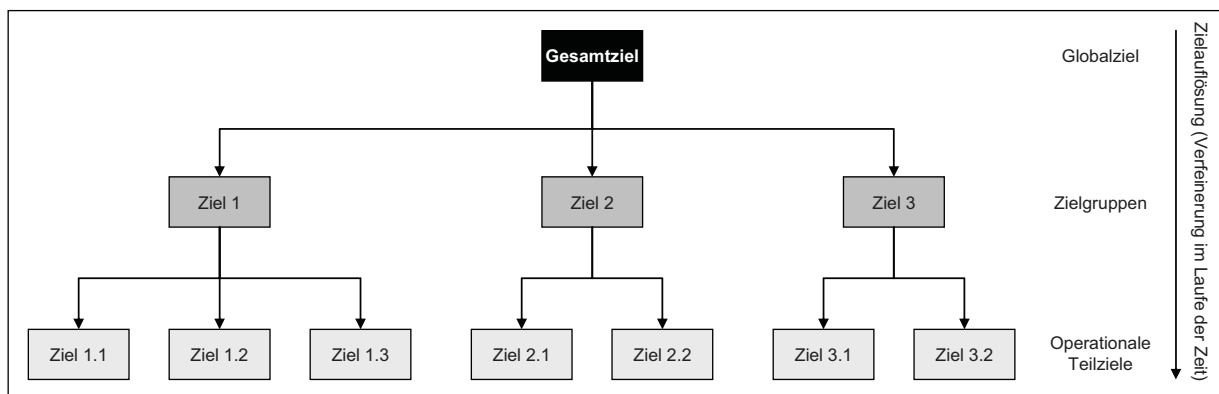 Gesamtziel
Globalziel
Ziel 1
Ziel 2
Ziel 3
Zielgruppen
Ziel 1.1
Ziel 1.2
Ziel 1.3
Ziel 2.1
Ziel 2.2
Ziel 3.1
Ziel 3.2
Operationale
Teilziele
Zielauflösung (Verfeinerung im Laufe der Zeit)